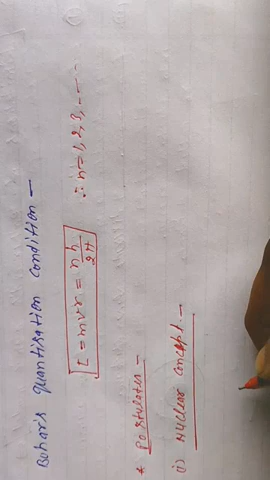 Bohar's quantisation condition —
L = mvr = n h/2π ∴ n = 1, 2, 3, ----
* Postulates —
(i) Nuclear concept —